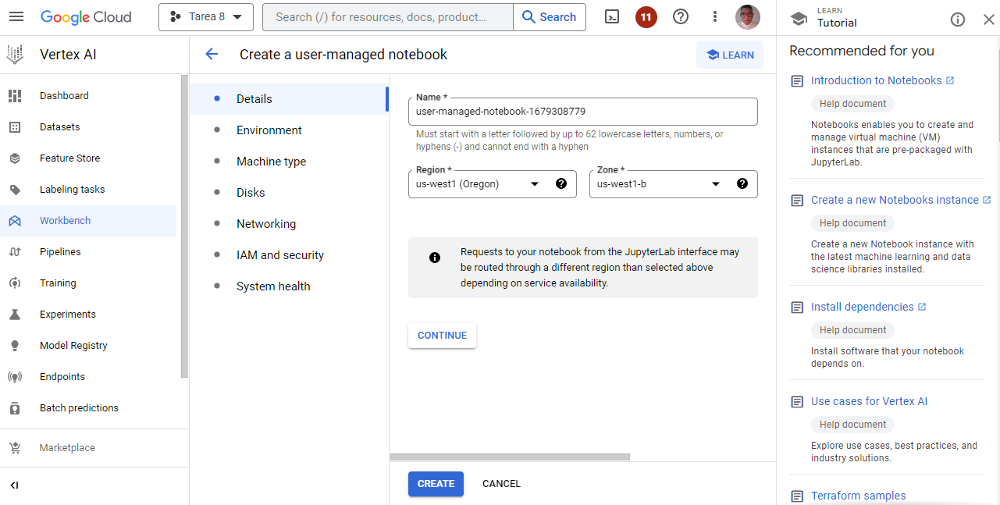 Google Cloud
Tarea 8
Search (/) for resources, docs, product…
Search
11
LEARN
Tutorial
Vertex AI
Create a user-managed notebook
LEARN
Dashboard
Datasets
Feature Store
Labeling tasks
Workbench
Pipelines
Training
Experiments
Model Registry
Endpoints
Batch predictions
Marketplace
Details
Environment
Machine type
Disks
Networking
IAM and security
System health
Name *
user-managed-notebook-1679308779
Must start with a letter followed by up to 62 lowercase letters, numbers, or
hyphens (-) and cannot end with a hyphen
Region *
us-west1 (Oregon)
Zone *
us-west1-b
Requests to your notebook from the JupyterLab interface may
be routed through a different region than selected above
depending on service availability.
CONTINUE
CREATE
CANCEL
Recommended for you
Introduction to Notebooks
Help document
Notebooks enables you to create and
manage virtual machine (VM)
instances that are pre-packaged with
JupyterLab.
Create a new Notebooks instance
Help document
Create a new Notebook instance with
the latest machine learning and data
science libraries installed.
Install dependencies
Help document
Install software that your notebook
depends on.
Use cases for Vertex AI
Help document
Explore use cases, best practices, and
industry solutions.
Terraform samples